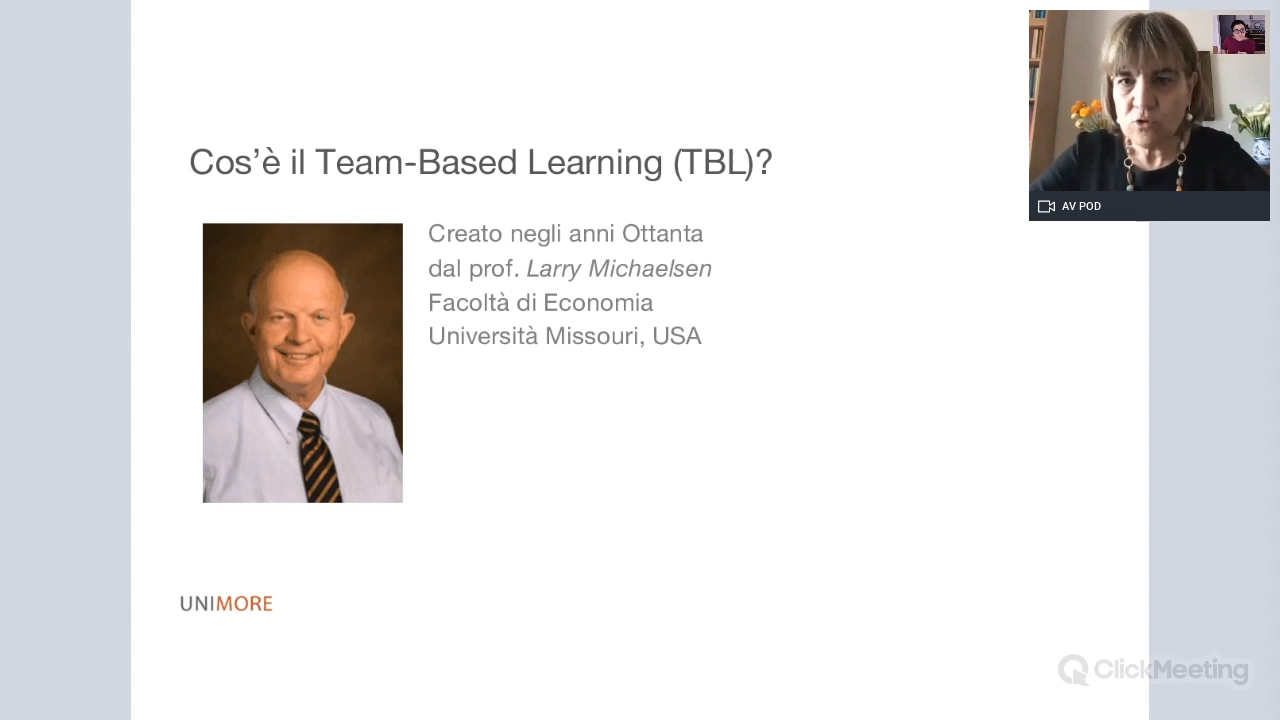 Cos’è il Team-Based Learning (TBL)?
Creato negli anni Ottanta
dal prof. Larry Michaelsen
Facoltà di Economia
Università Missouri, USA
UNIMORE
AV POD
ClickMeeting